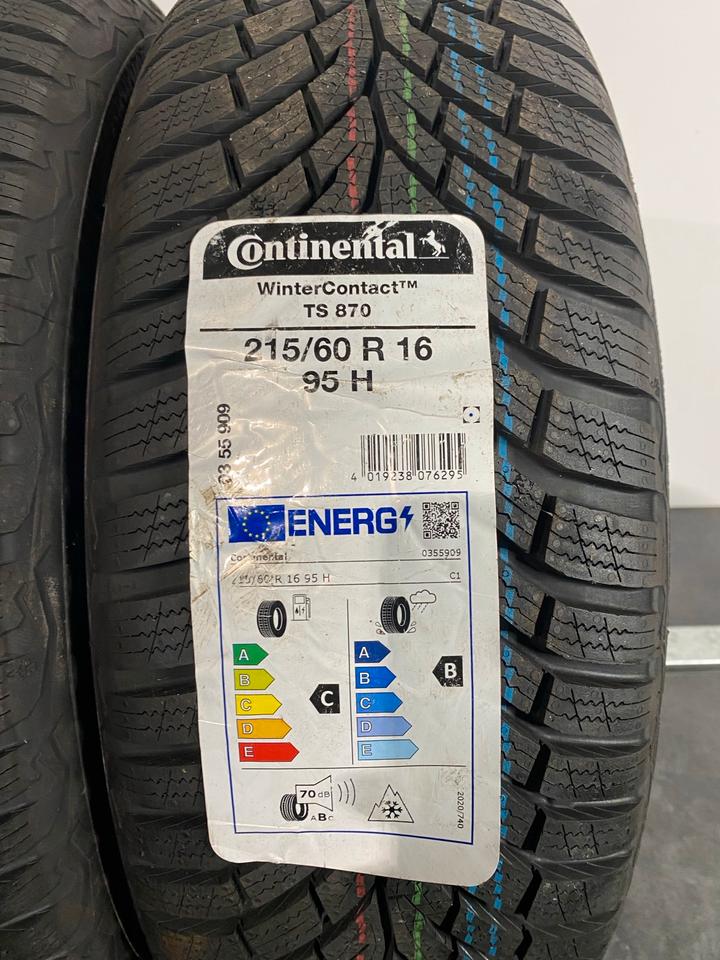 Continental
WinterContact™
TS 870
215/60 R 16
95 H
03 55 909
4 019238 076295
ENERG
Continental
0355909
215/60 R 16 95 H
C1
A
B
C
D
E
C
A
B
C
D
E
B
70 dB
ABC
2020/740